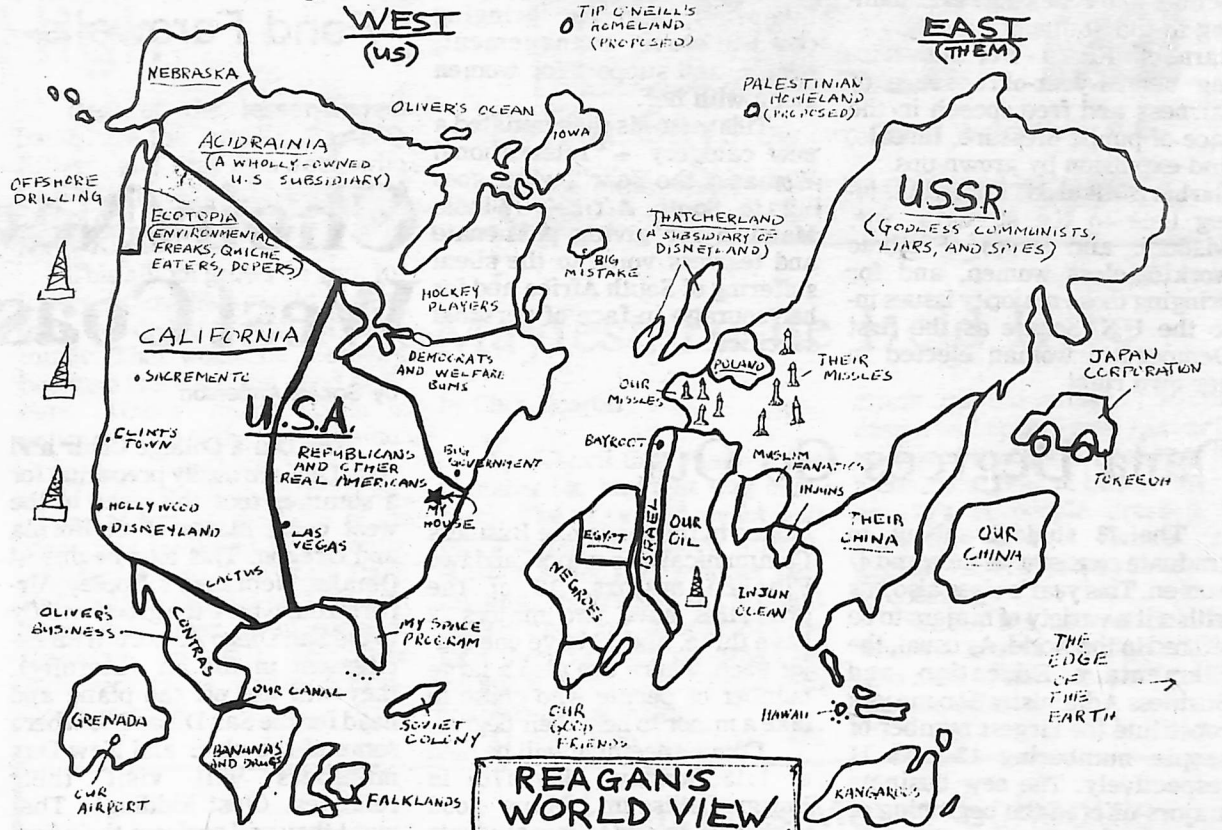 WEST
(US)
TIP O'NEILL'S
HOMELAND
(PROPOSED)
EAST
(THEM)
NEBRASKA
OLIVER'S OCEAN
IOWA
PALESTINIAN
HOMELAND
(PROPOSED)
ACIDRAINIA
(A WHOLLY-OWNED
U.S SUBSIDIARY)
OFFSHORE
DRILLING
ECOTOPIA
(ENVIRONMENTAL
FREAKS, QUICHE
EATERS, DOPERS)
BIG
MISTAKE
THATCHERLAND
(A SUBSIDIARY OF
DISNEYLAND)
USSR
(GODLESS COMMUNISTS,
LIARS, AND SPIES)
HOCKEY
PLAYERS
CALIFORNIA
DEMOCRATS
AND WELFARE
BUMS
SACREMENTO
POLAND
THEIR
MISSLES
OUR
MISSLES
JAPAN
CORPORATION
U.S.A.
CLINT'S
TOWN
REPUBLICANS
AND OTHER
REAL AMERICANS
BIG
GOVERNMENT
MY
HOUSE
BAYROOT
MUSLIM
FANATICS
INJUNS
TOKEEOH
HOLLYWOOD
DISNEYLAND
LAS
VEGAS
EGYPT
ISRAEL
OUR
OIL
THEIR
CHINA
OUR
CHINA
NEGROES
INJUN
OCEAN
CACTUS
OLIVER'S
BUSINESS
CONTRAS
MY SPACE
PROGRAM
THE
EDGE
OF
THE
EARTH
OUR CANAL
SOVIET
COLONY
OUR
GOOD
FRIENDS
HAWAII
GRENADA
OUR
AIRPORT
BANANAS
AND DRUGS
FALKLANDS
REAGAN'S
WORLD VIEW
KANGAROOS